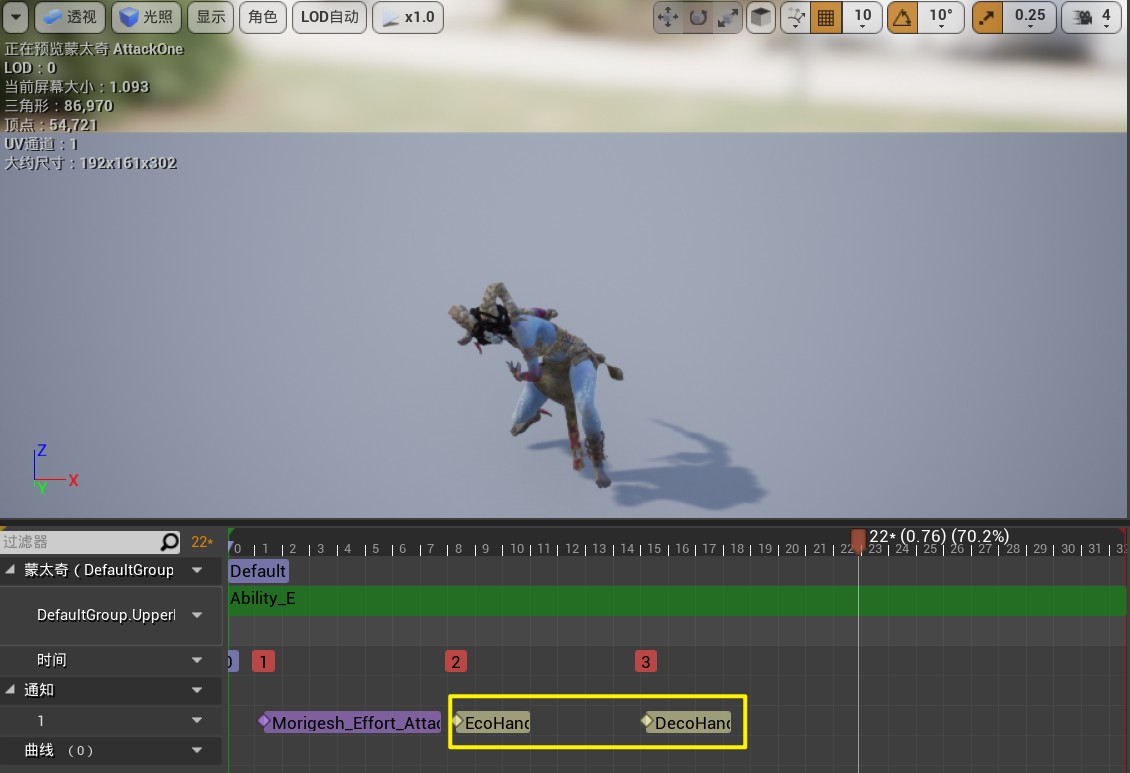 透视 光照 显示 角色 LOD自动 x1.0 10 10° 0.25 4
正在预览蒙太奇 AttackOne
LOD：0
当前屏幕大小：1.093
三角形：86,970
顶点：54,721
UV通道：1
大约尺寸：192x161x302
Z
X
Y
过滤器 22*
22* (0.76) (70.2%)
0 1 2 3 4 5 6 7 8 9 10 11 12 13 14 15 16 17 18 19 20 21 22 23 24 25 26 27 28 29 30 31 32
蒙太奇（DefaultGroup
Default
Ability_E
DefaultGroup.Upper
时间
1 2 3
通知
1
Morigesh_Effort_Attac
EcoHand
DecoHand
曲线 （0）